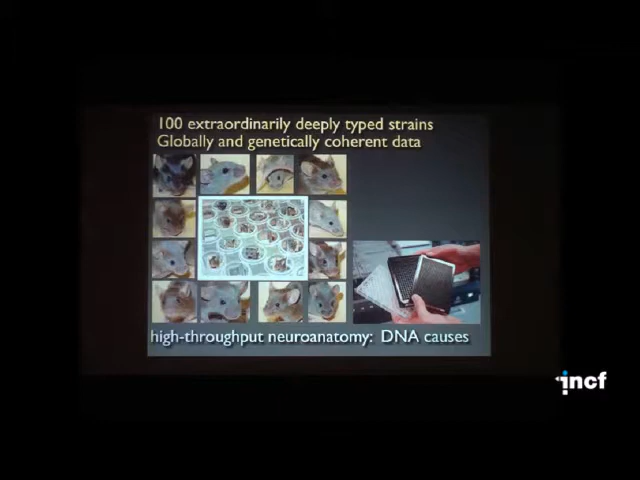 100 extraordinarily deeply typed strains
Globally and genetically coherent data
high-throughput neuroanatomy: DNA causes
incf